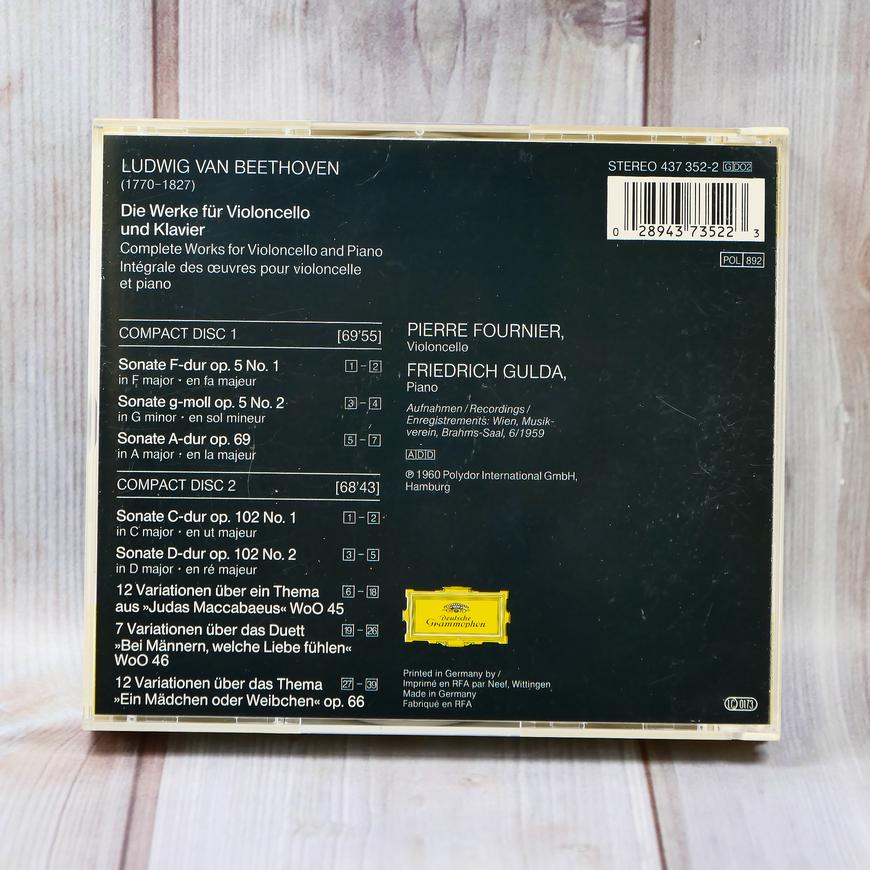 LUDWIG VAN BEETHOVEN
(1770–1827)
Die Werke für Violoncello
und Klavier
Complete Works for Violoncello and Piano
Intégrale des œuvres pour violoncelle
et piano
STEREO 437 352-2 GDO2
0 28943 73522 3
POL 892
COMPACT DISC 1 [69'55]
Sonate F-dur op. 5 No. 1 1 – 2
in F major · en fa majeur
Sonate g-moll op. 5 No. 2 3 – 4
in G minor · en sol mineur
Sonate A-dur op. 69 5 – 7
in A major · en la majeur
COMPACT DISC 2 [68'43]
Sonate C-dur op. 102 No. 1 1 – 2
in C major · en ut majeur
Sonate D-dur op. 102 No. 2 3 – 5
in D major · en ré majeur
12 Variationen über ein Thema 6 – 18
aus »Judas Maccabaeus« WoO 45
7 Variationen über das Duett 19 – 26
»Bei Männern, welche Liebe fühlen«
WoO 46
12 Variationen über das Thema 27 – 39
»Ein Mädchen oder Weibchen« op. 66
PIERRE FOURNIER,
Violoncello
FRIEDRICH GULDA,
Piano
Aufnahmen / Recordings /
Enregistrements: Wien, Musik-
verein, Brahms-Saal, 6/1959
ADD
℗ 1960 Polydor International GmbH,
Hamburg
Deutsche
Grammophon
Printed in Germany by /
Imprimé en RFA par Neef, Wittingen
Made in Germany
Fabriqué en RFA
LC 0173